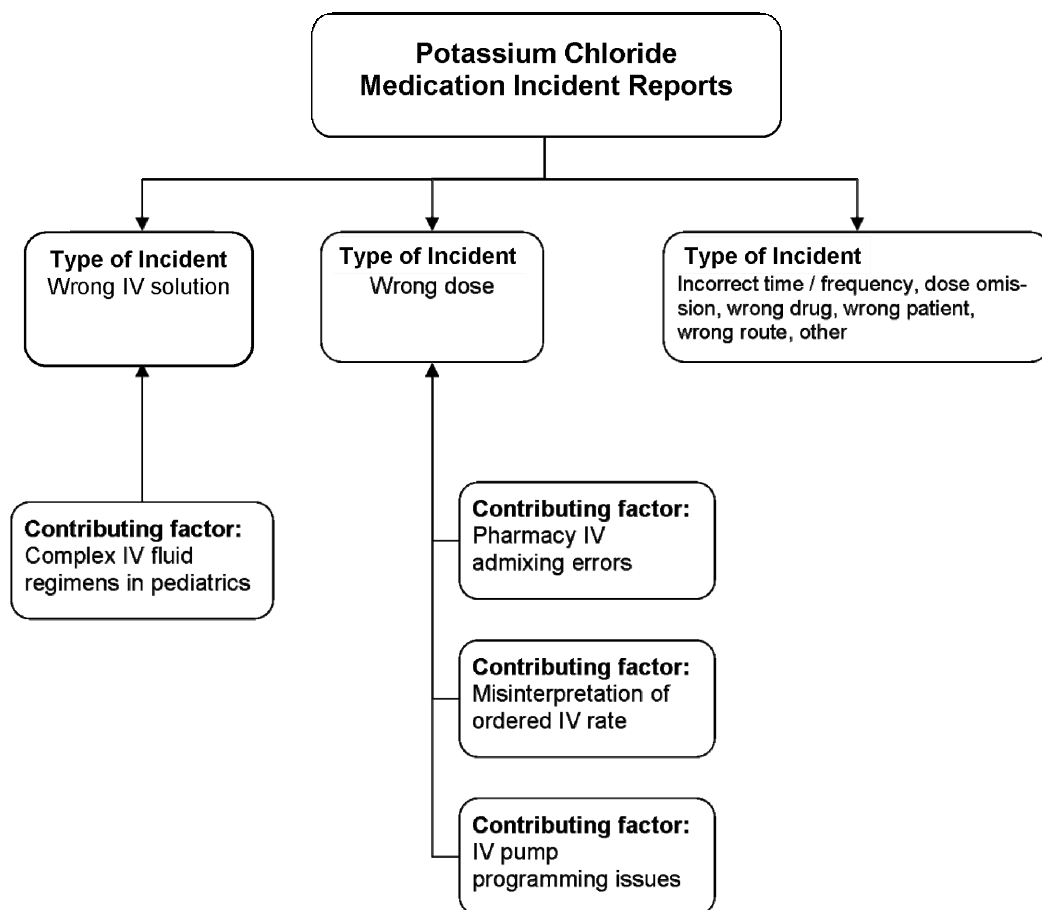 Potassium Chloride
Medication Incident Reports
Type of Incident
Wrong IV solution
Type of Incident
Wrong dose
Type of Incident
Incorrect time / frequency, dose omis-
sion, wrong drug, wrong patient,
wrong route, other
Contributing factor:
Complex IV fluid
regimens in pediatrics
Contributing factor:
Pharmacy IV
admixing errors
Contributing factor:
Misinterpretation of
ordered IV rate
Contributing factor:
IV pump
programming issues